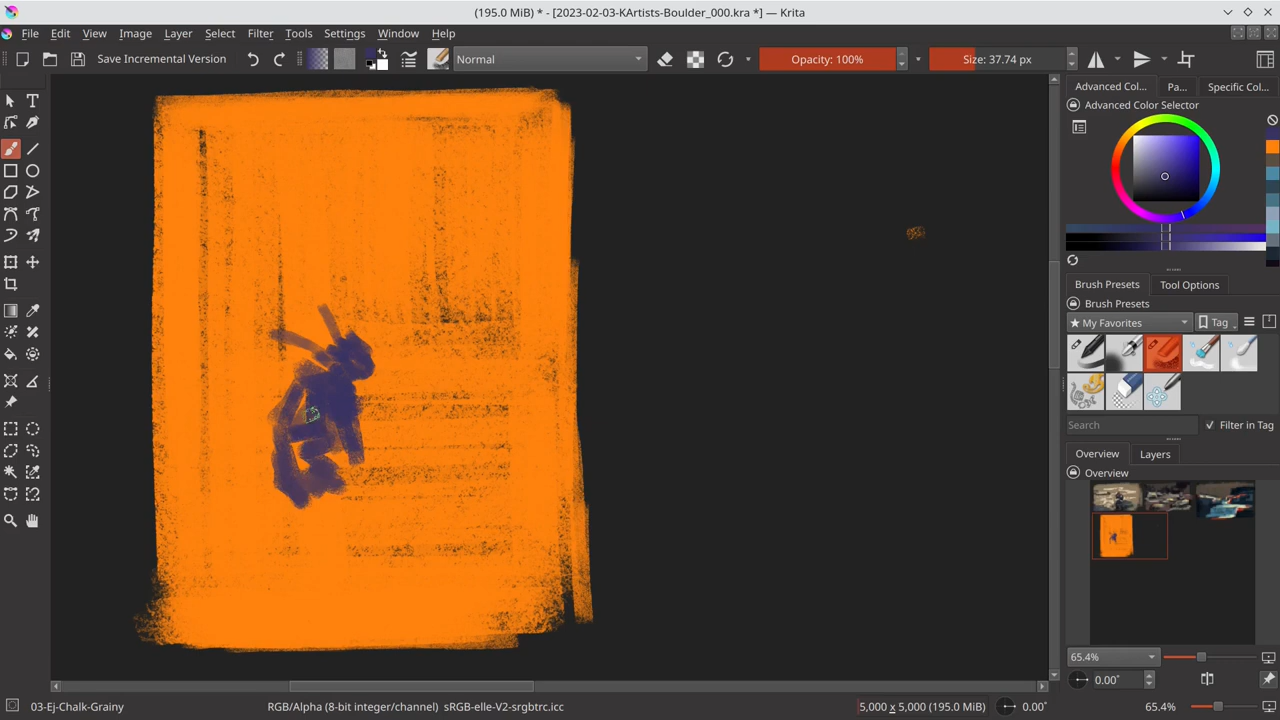 (195.0 MiB) * - [2023-02-03-KArtists-Boulder_000.kra *] — Krita
File Edit View Image Layer Select Filter Tools Settings Window Help
Save Incremental Version Normal Opacity: 100% Size: 37.74 px
Advanced Col... Pa... Specific Col...
Advanced Color Selector
Brush Presets Tool Options
Brush Presets
★ My Favorites Tag
Search Filter in Tag
Overview Layers
Overview
65.4%
0.00°
03-Ej-Chalk-Grainy RGB/Alpha (8-bit integer/channel) sRGB-elle-V2-srgbtrc.icc 5,000 x 5,000 (195.0 MiB) 0.00° 65.4%